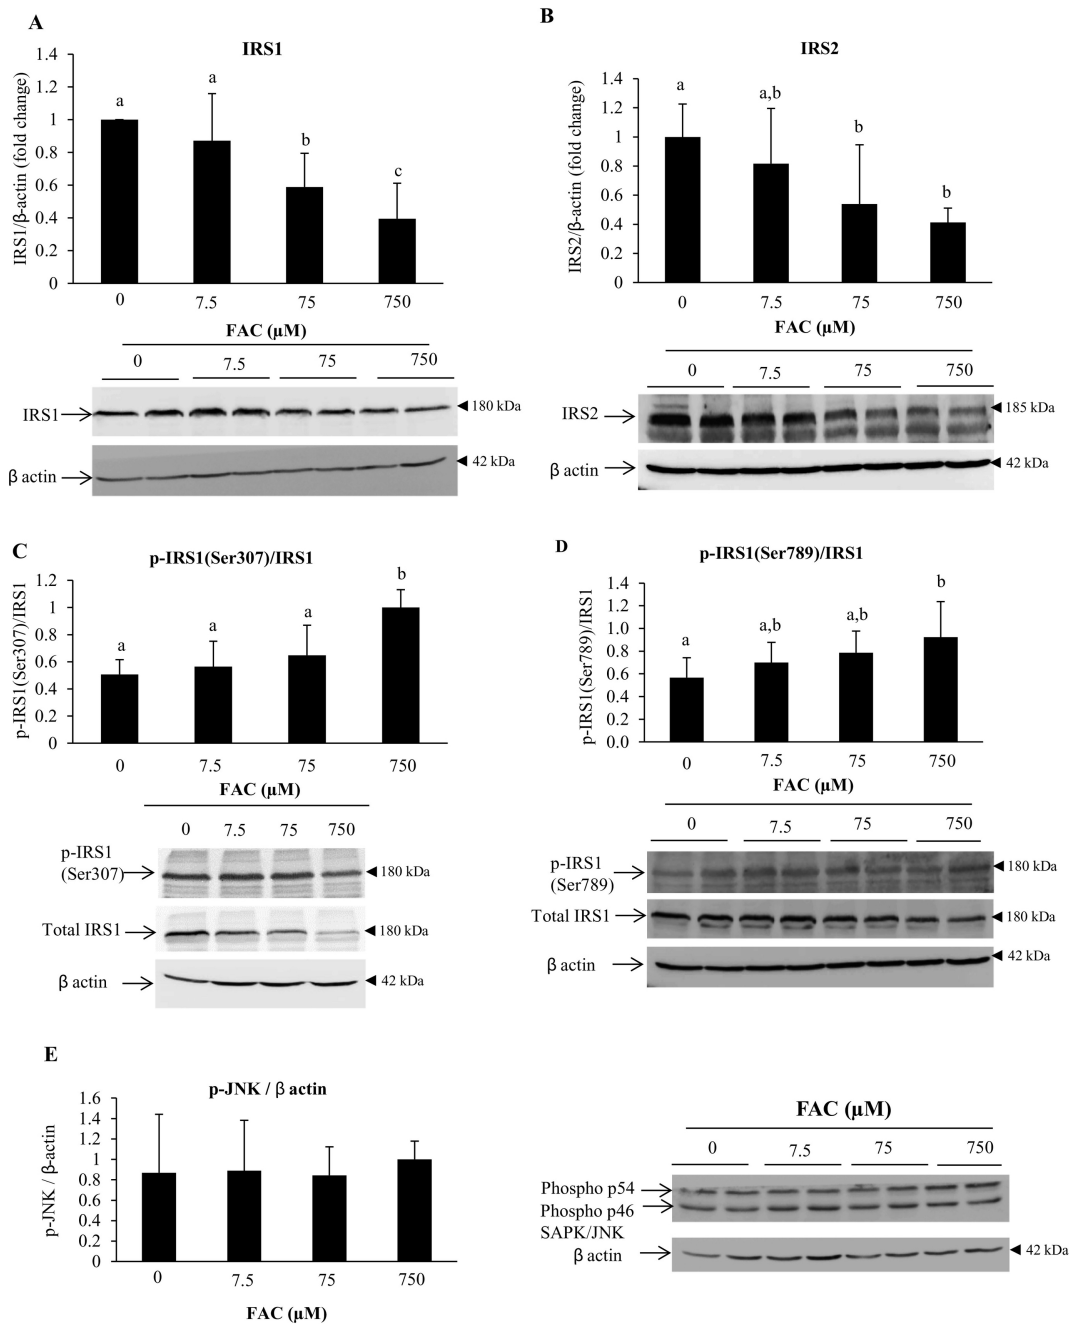 A
IRS1
IRS1/β-actin (fold change)
1.4
1.2
1
0.8
0.6
0.4
0.2
0
a
a
b
c
0 7.5 75 750
FAC (µM)
0 7.5 75 750
IRS1
180 kDa
β actin
42 kDa
B
IRS2
IRS2/β-actin (fold change)
1.4
1.2
1
0.8
0.6
0.4
0.2
0
a
a,b
b
b
0 7.5 75 750
FAC (µM)
0 7.5 75 750
IRS2
185 kDa
β actin
42 kDa
C
p-IRS1(Ser307)/IRS1
p-IRS1(Ser307)/IRS1
1.2
1
0.8
0.6
0.4
0.2
0
a
a
a
b
0 7.5 75 750
FAC (µM)
0 7.5 75 750
p-IRS1
(Ser307)
180 kDa
Total IRS1
180 kDa
β actin
42 kDa
D
p-IRS1(Ser789)/IRS1
p-IRS1(Ser789)/IRS1
1.4
1.2
1.0
0.8
0.6
0.4
0.2
0.0
a
a,b
a,b
b
0 7.5 75 750
FAC (µM)
0 7.5 75 750
p-IRS1
(Ser789)
180 kDa
Total IRS1
180 kDa
β actin
42 kDa
E
p-JNK / β actin
p-JNK / β-actin
1.6
1.4
1.2
1
0.8
0.6
0.4
0.2
0
0 7.5 75 750
FAC (µM)
FAC (µM)
0 7.5 75 750
Phospho p54
Phospho p46
SAPK/JNK
β actin
42 kDa